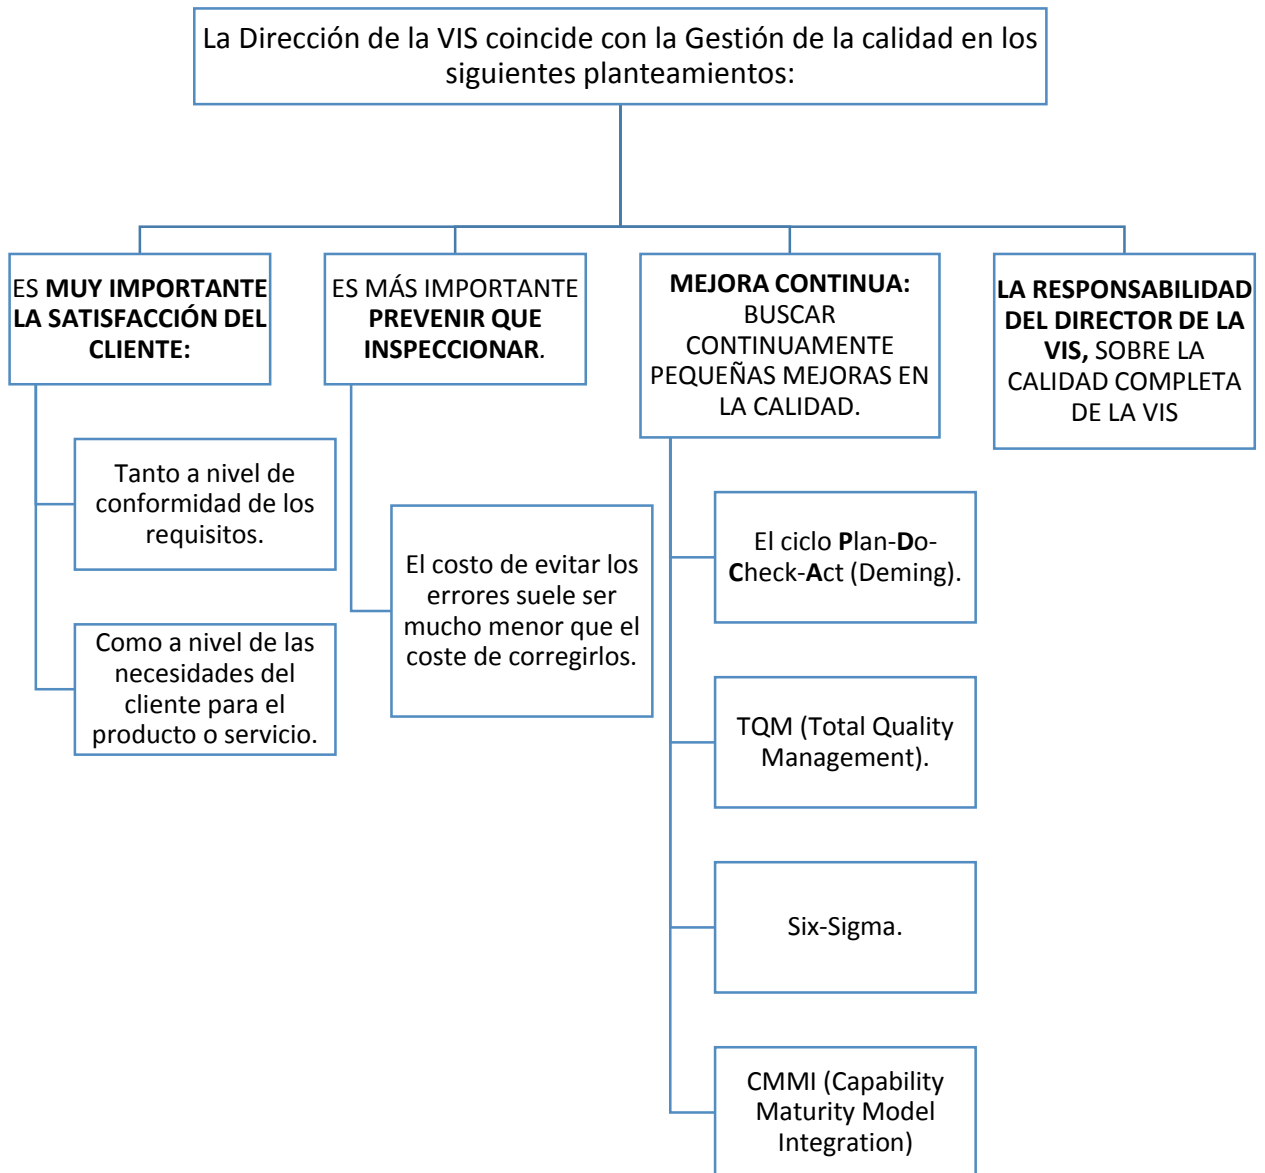 La Dirección de la VIS coincide con la Gestión de la calidad en los
siguientes planteamientos:
ES MUY IMPORTANTE
LA SATISFACCIÓN DEL
CLIENTE:
Tanto a nivel de
conformidad de los
requisitos.
Como a nivel de las
necesidades del
cliente para el
producto o servicio.
ES MÁS IMPORTANTE
PREVENIR QUE
INSPECCIONAR.
El costo de evitar los
errores suele ser
mucho menor que el
coste de corregirlos.
MEJORA CONTINUA:
BUSCAR
CONTINUAMENTE
PEQUEÑAS MEJORAS EN
LA CALIDAD.
El ciclo Plan-Do-
Check-Act (Deming).
TQM (Total Quality
Management).
Six-Sigma.
CMMI (Capability
Maturity Model
Integration)
LA RESPONSABILIDAD
DEL DIRECTOR DE LA
VIS, SOBRE LA
CALIDAD COMPLETA
DE LA VIS